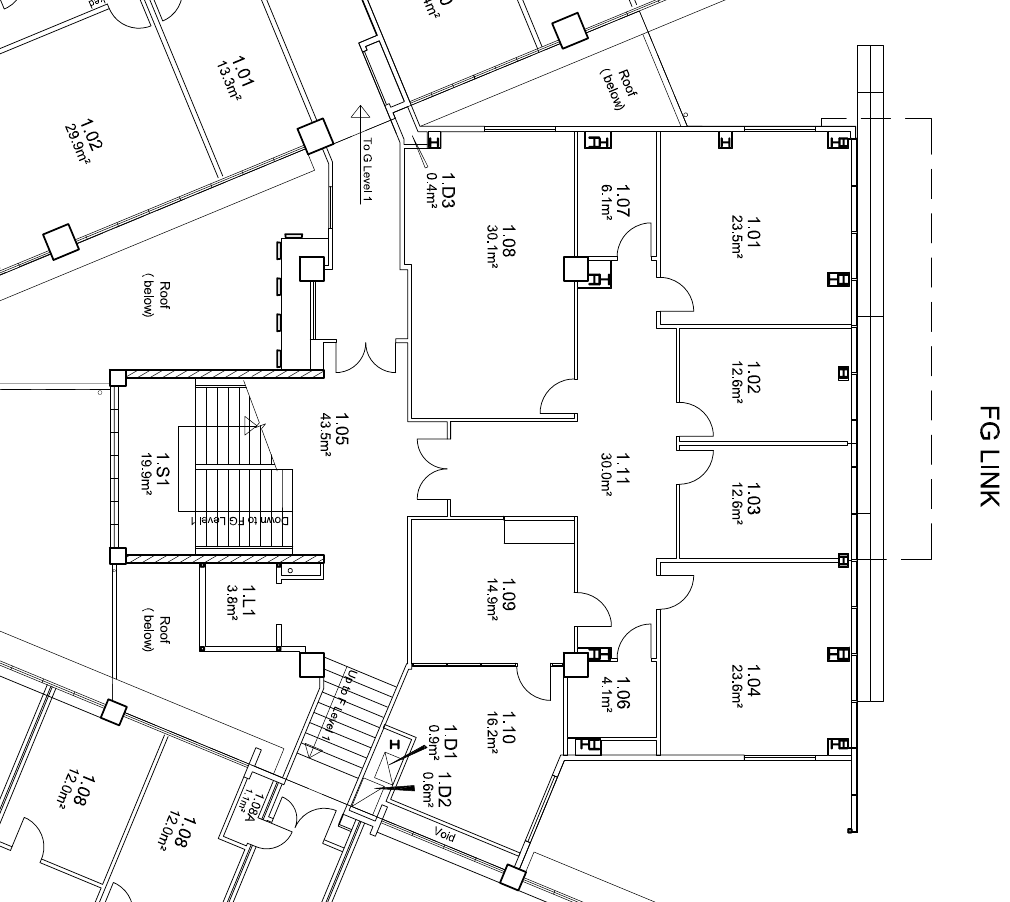 4m²
1.01
13.3m²
1.02
29.9m²
Roof
( below)
To G Level 1
1.D3
0.4m²
1.08
30.1m²
1.07
6.1m²
1.01
23.5m²
Roof
( below)
1.02
12.6m²
1.05
43.5m²
FG LINK
1.S1
19.9m²
Down to FG Level 1
1.11
30.0m²
1.03
12.6m²
1.L1
3.8m²
1.09
14.9m²
Roof
( below)
1.04
23.6m²
1.06
4.1m²
Up to F Level 1
1.10
16.2m²
1.D1
0.9m²
1.D2
0.6m²
1.08
12.0m²
1.08A
1.1m²
1.08
12.0m²
Void